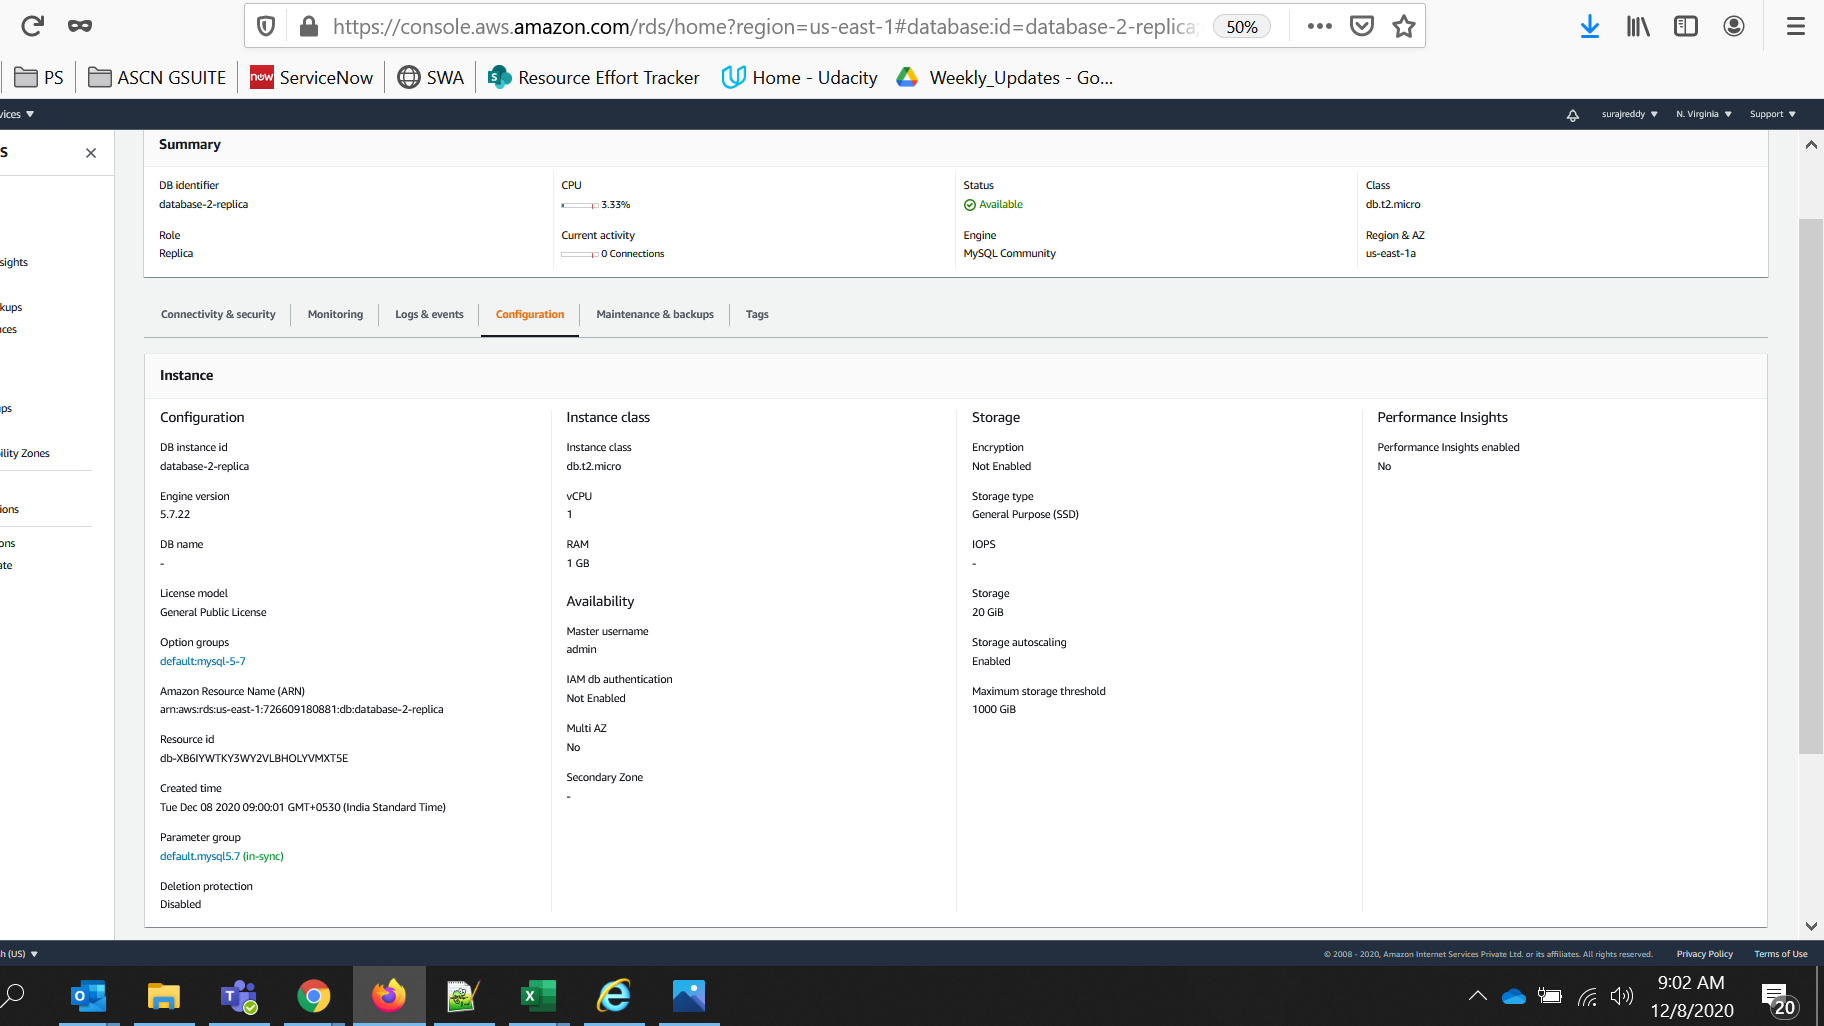 https://console.aws.amazon.com/rds/home?region=us-east-1#database:id=database-2-replica;
50%
PS
ASCN GSUITE
now
ServiceNow
SWA
Resource Effort Tracker
Home - Udacity
Weekly_Updates - Go...
vices
surajreddy
N. Virginia
Support
S
sights
kups
ces
ps
ility Zones
ions
ons
ate
Summary
DB identifier
database-2-replica
CPU
3.33%
Status
Available
Class
db.t2.micro
Role
Replica
Current activity
0 Connections
Engine
MySQL Community
Region & AZ
us-east-1a
Connectivity & security
Monitoring
Logs & events
Configuration
Maintenance & backups
Tags
Instance
Configuration
DB instance id
database-2-replica
Engine version
5.7.22
DB name
-
License model
General Public License
Option groups
default:mysql-5-7
Amazon Resource Name (ARN)
arn:aws:rds:us-east-1:726609180881:db:database-2-replica
Resource id
db-XB6IYWTKY3WY2VLBHOLYVMXT5E
Created time
Tue Dec 08 2020 09:00:01 GMT+0530 (India Standard Time)
Parameter group
default.mysql5.7 (in-sync)
Deletion protection
Disabled
Instance class
Instance class
db.t2.micro
vCPU
1
RAM
1 GB
Availability
Master username
admin
IAM db authentication
Not Enabled
Multi AZ
No
Secondary Zone
-
Storage
Encryption
Not Enabled
Storage type
General Purpose (SSD)
IOPS
-
Storage
20 GiB
Storage autoscaling
Enabled
Maximum storage threshold
1000 GiB
Performance Insights
Performance Insights enabled
No
h (US)
© 2008 - 2020, Amazon Internet Services Private Ltd. or its affiliates. All rights reserved.
Privacy Policy
Terms of Use
9:02 AM
12/8/2020
20